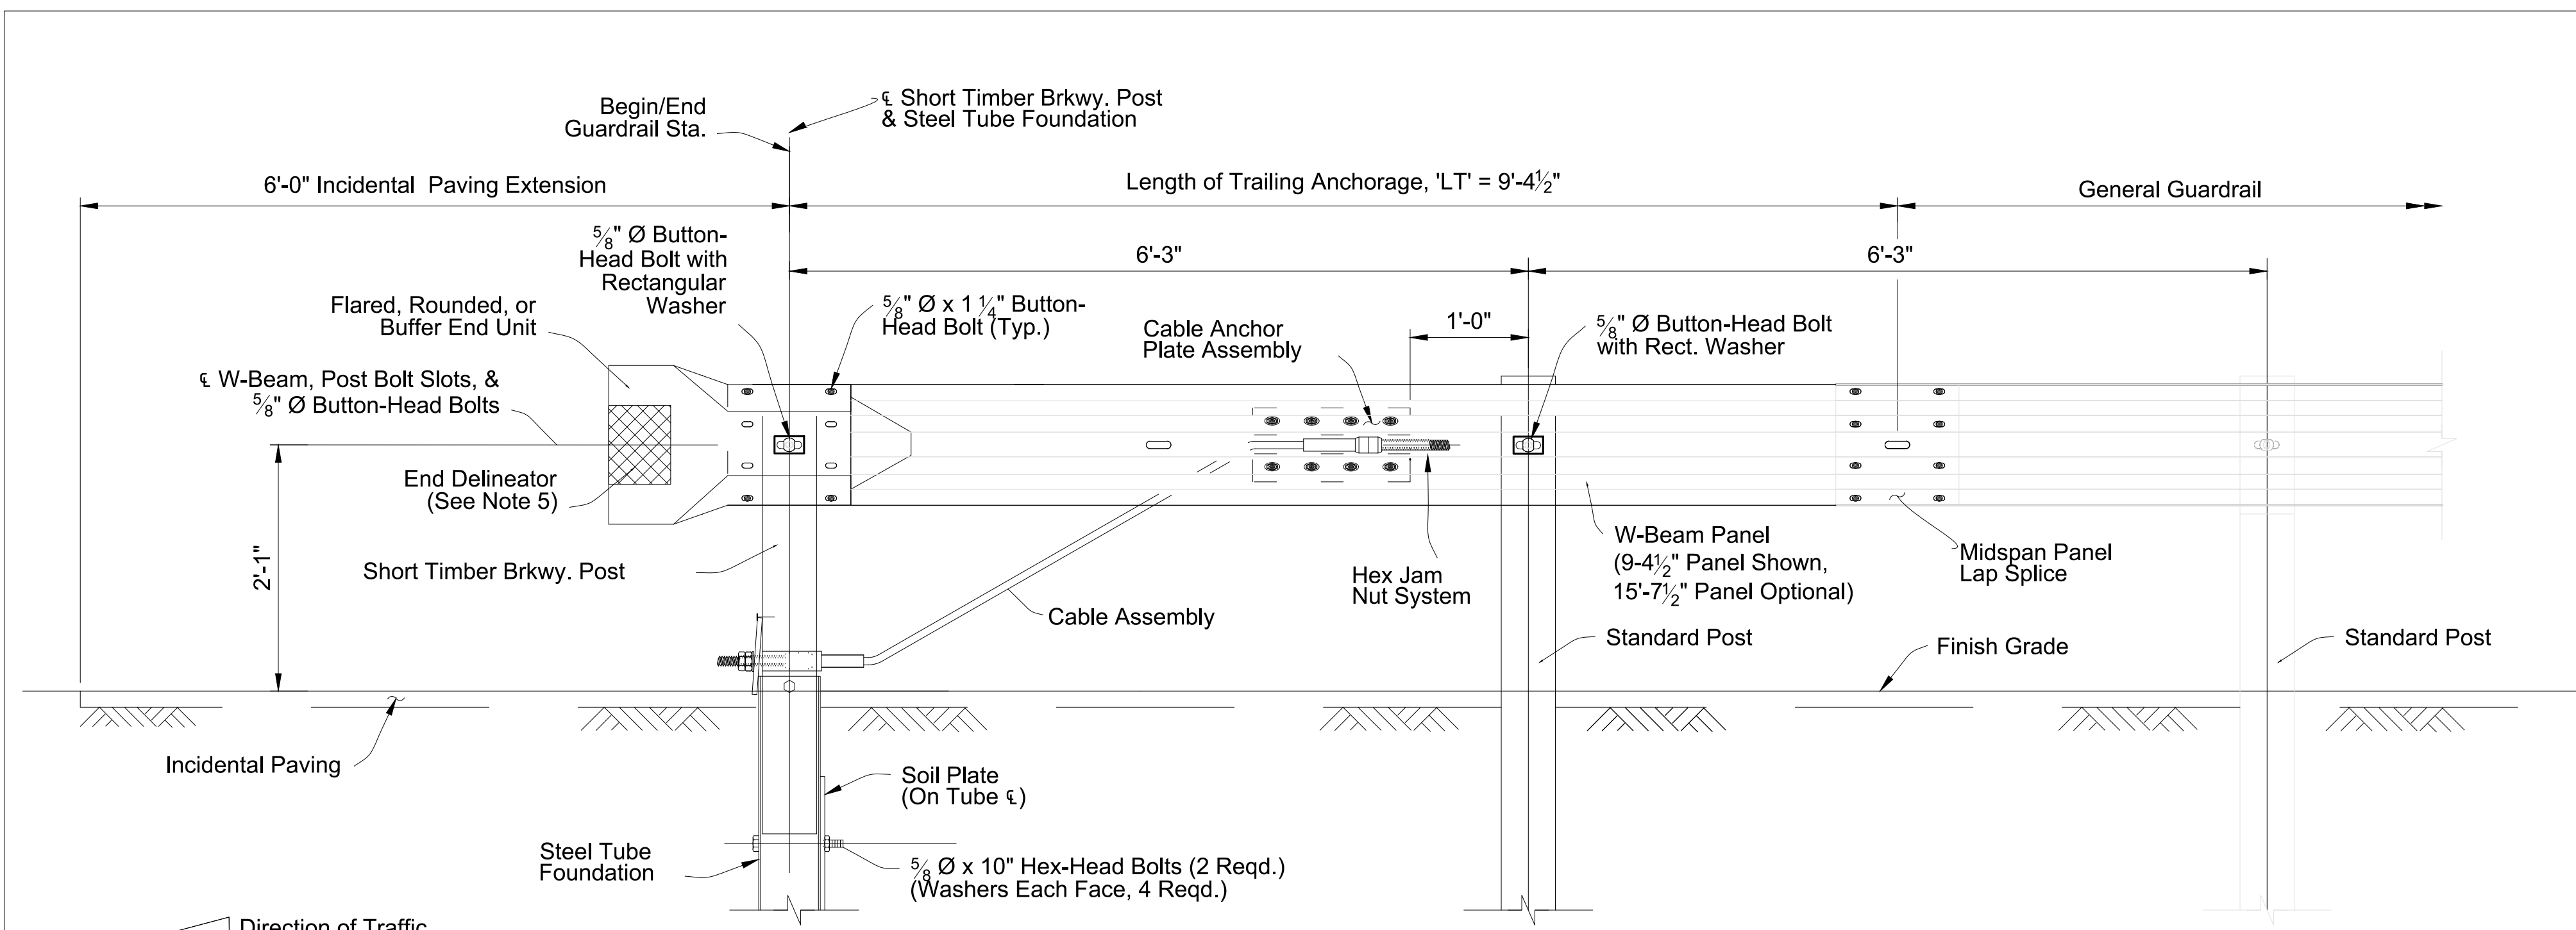 Begin/End
Guardrail Sta.
℄ Short Timber Brkwy. Post
& Steel Tube Foundation
6'-0" Incidental Paving Extension
Length of Trailing Anchorage, 'LT' = 9'-4½"
General Guardrail
⅝" Ø Button-
Head Bolt with
Rectangular
Washer
6'-3"
6'-3"
Flared, Rounded, or
Buffer End Unit
⅝" Ø x 1 ¼" Button-
Head Bolt (Typ.)
Cable Anchor
Plate Assembly
1'-0"
⅝" Ø Button-Head Bolt
with Rect. Washer
℄ W-Beam, Post Bolt Slots, &
⅝" Ø Button-Head Bolts
End Delineator
(See Note 5)
2'-1"
Short Timber Brkwy. Post
Cable Assembly
Hex Jam
Nut System
W-Beam Panel
(9-4½" Panel Shown,
15'-7½" Panel Optional)
Midspan Panel
Lap Splice
Standard Post
Finish Grade
Standard Post
Incidental Paving
Soil Plate
(On Tube ℄)
Steel Tube
Foundation
⅝ Ø x 10" Hex-Head Bolts (2 Reqd.)
(Washers Each Face, 4 Reqd.)
Direction of Traffic